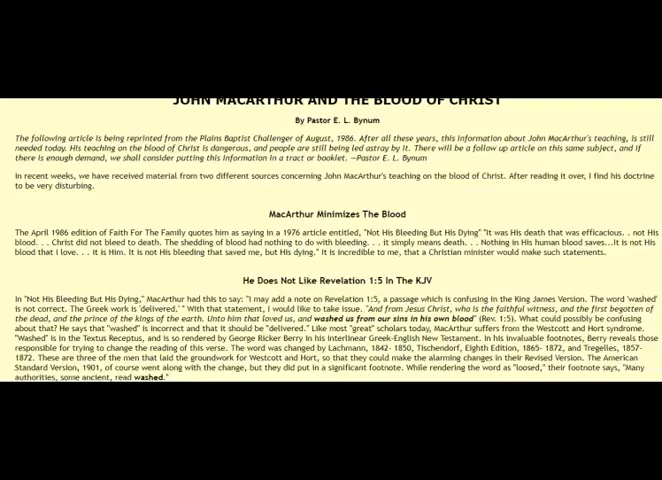 JOHN MACARTHUR AND THE BLOOD OF CHRIST
By Pastor E. L. Bynum
The following article is being reprinted from the Plains Baptist Challenger of August, 1986. After all these years, this information about John MacArthur's teaching, is still
needed today. His teaching on the blood of Christ is dangerous, and people are still being led astray by it. There will be a follow up article on this same subject, and if
there is enough demand, we shall consider putting this information in a tract or booklet. —Pastor E. L. Bynum
In recent weeks, we have received material from two different sources concerning John MacArthur's teaching on the blood of Christ. After reading it over, I find his doctrine
to be very disturbing.
MacArthur Minimizes The Blood
The April 1986 edition of Faith For The Family quotes him as saying in a 1976 article entitled, "Not His Bleeding But His Dying" "It was His death that was efficacious. . not His
blood. . . Christ did not bleed to death. The shedding of blood had nothing to do with bleeding. . . it simply means death. . . Nothing in His human blood saves...It is not His
blood that I love. . . it is Him. It is not His bleeding that saved me, but His dying." It is incredible to me, that a Christian minister would make such statements.
He Does Not Like Revelation 1:5 In The KJV
In "Not His Bleeding But His Dying," MacArthur had this to say: "I may add a note on Revelation 1:5, a passage which is confusing in the King James Version. The word 'washed'
is not correct. The Greek work is 'delivered.' " With that statement, I would like to take issue. "And from Jesus Christ, who is the faithful witness, and the first begotten of
the dead, and the prince of the kings of the earth. Unto him that loved us, and washed us from our sins in his own blood" (Rev. 1:5). What could possibly be confusing
about that? He says that "washed" is incorrect and that it should be "delivered." Like most "great" scholars today, MacArthur suffers from the Westcott and Hort syndrome.
"Washed" is in the Textus Receptus, and is so rendered by George Ricker Berry in his Interlinear Greek-English New Testament. In his invaluable footnotes, Berry reveals those
responsible for trying to change the reading of this verse. The word was changed by Lachmann, 1842- 1850, Tischendorf, Eighth Edition, 1865- 1872, and Tregelles, 1857-
1872. These are three of the men that laid the groundwork for Westcott and Hort, so that they could make the alarming changes in their Revised Version. The American
Standard Version, 1901, of course went along with the change, but they did put in a significant footnote. While rendering the word as "loosed," their footnote says, "Many
authorities, some ancient, read washed."